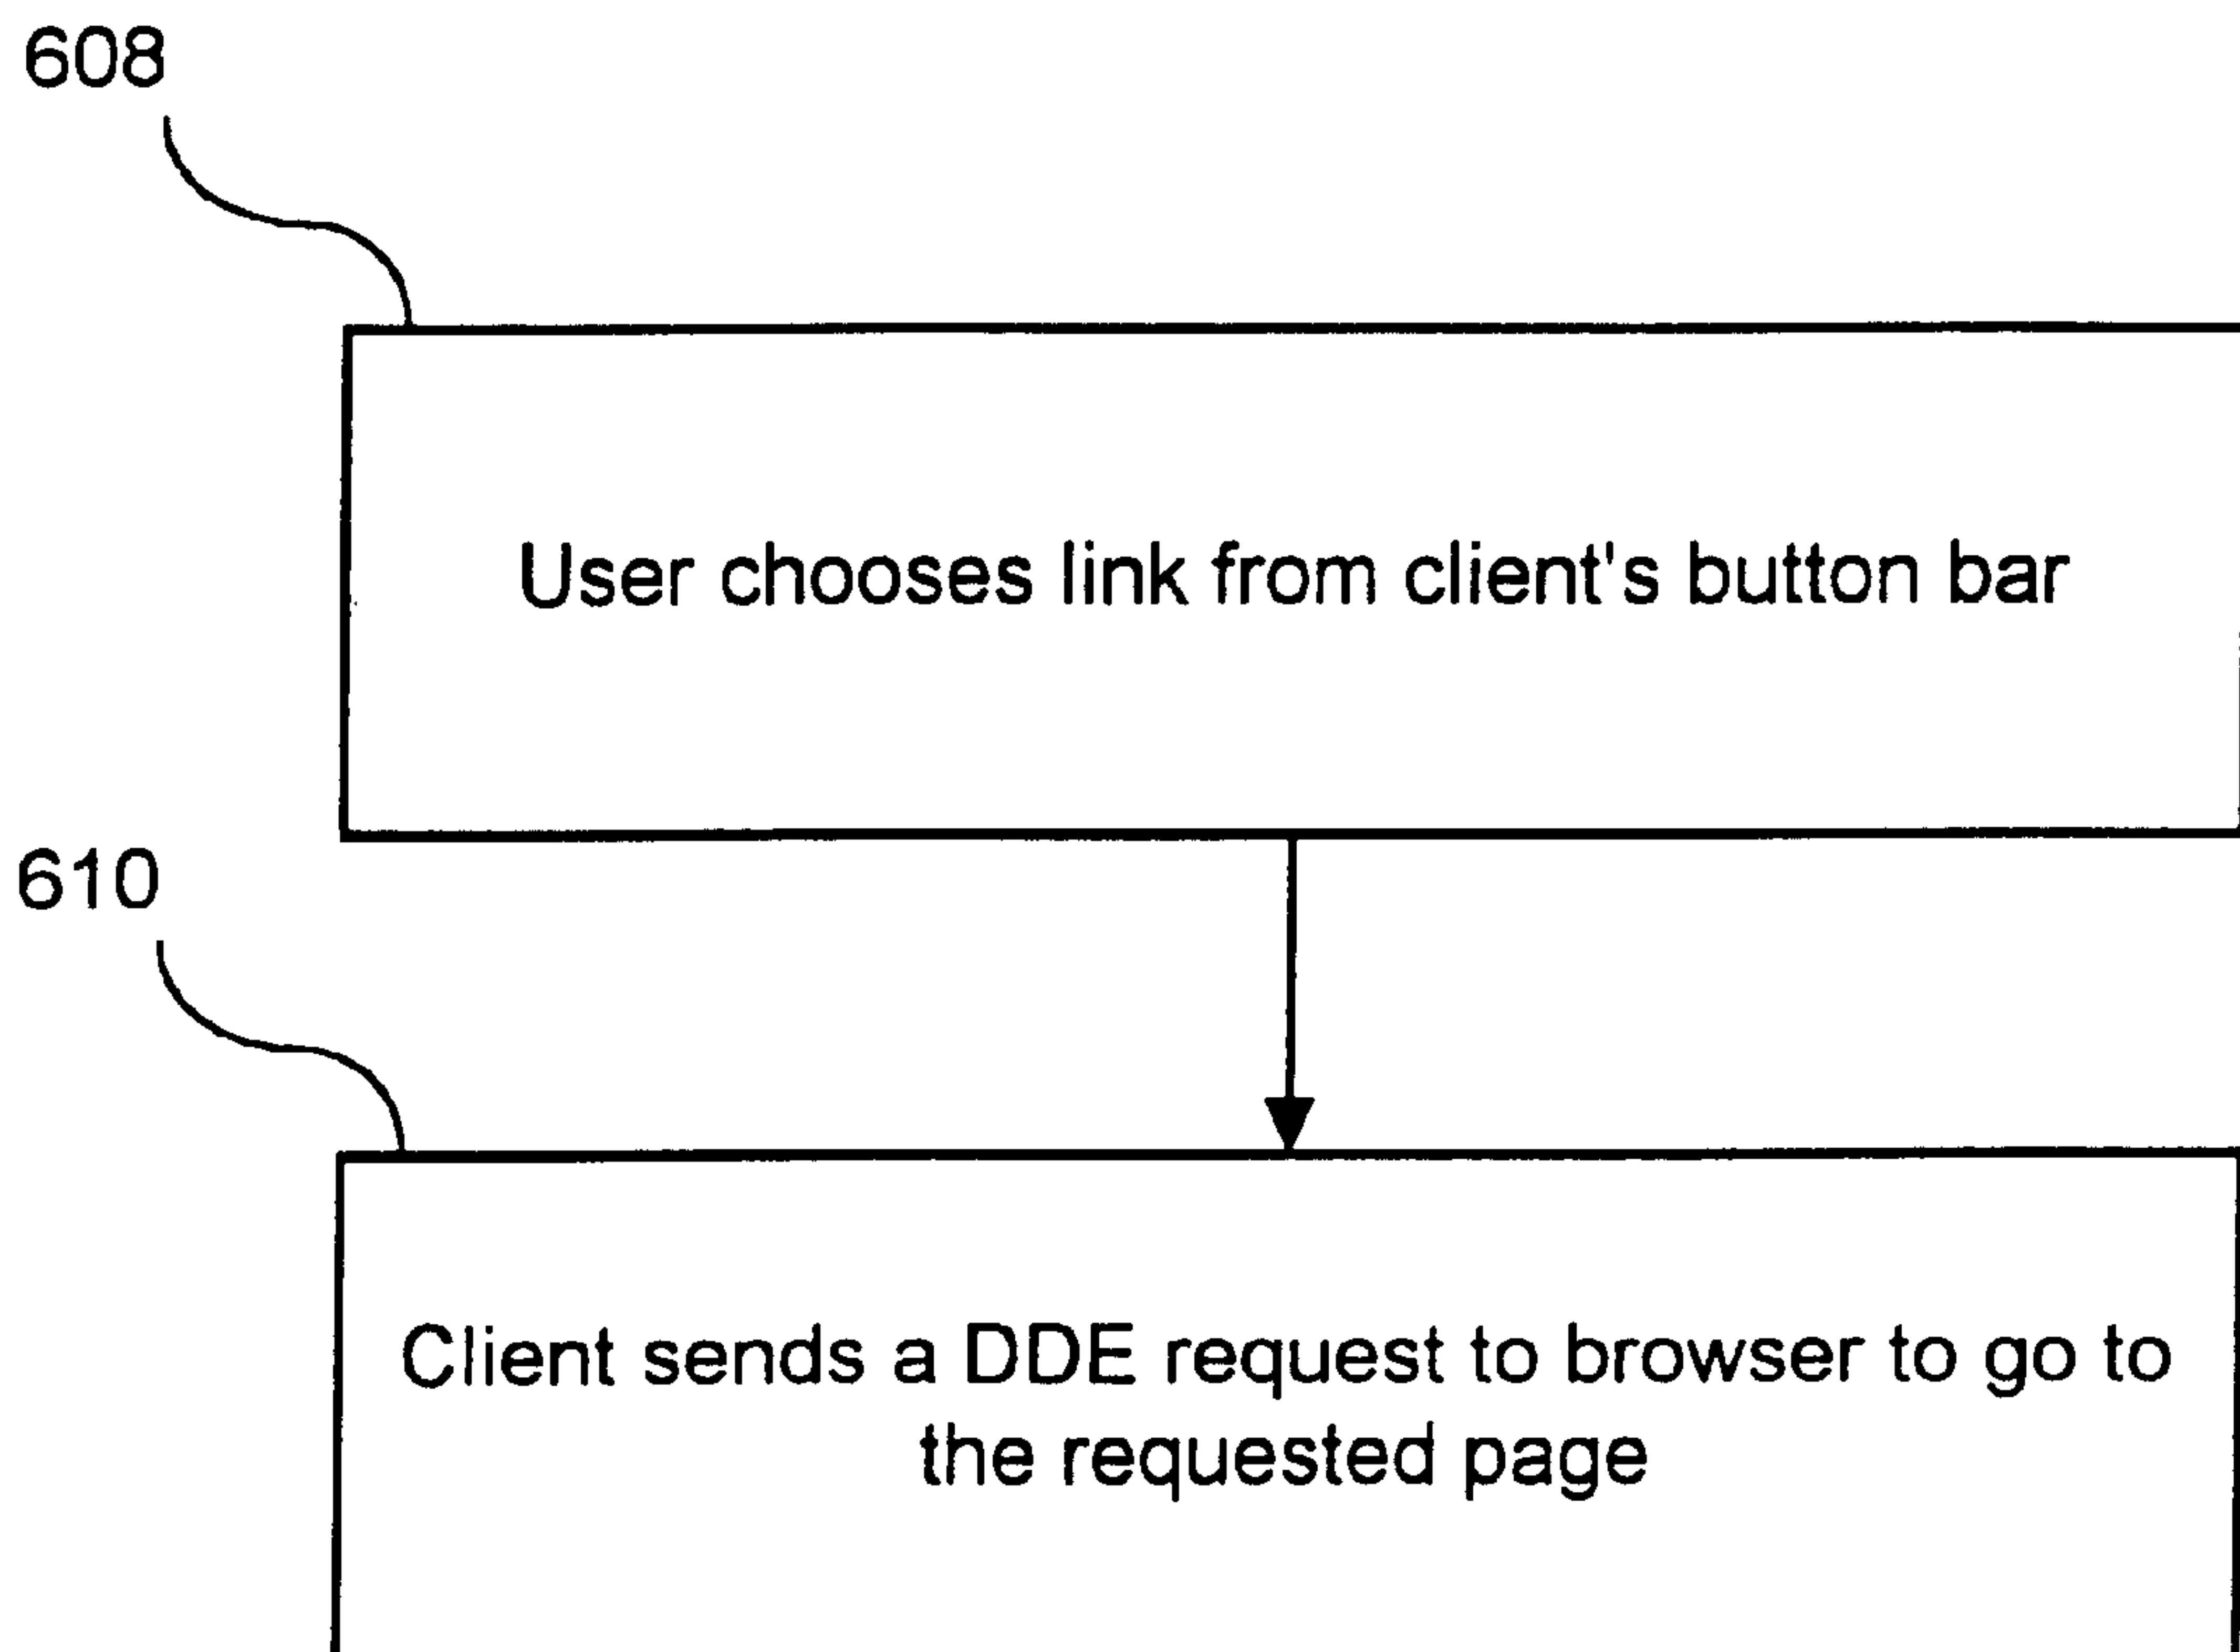 608
User chooses link from client's button bar
610
Client sends a DDE request to browser to go to
the requested page